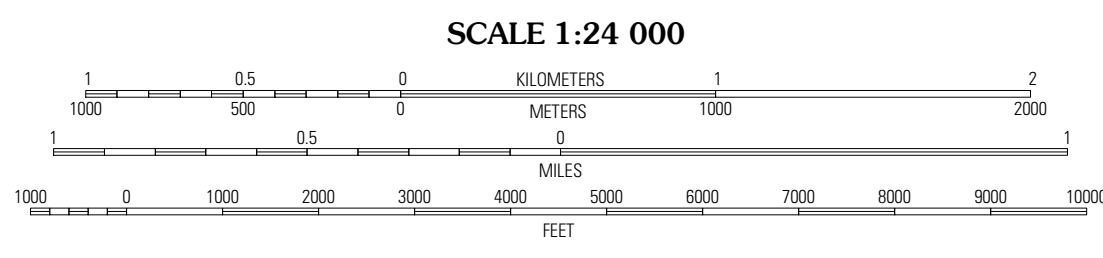 SCALE 1:24 000
1 0.5 0 KILOMETERS 1 2
1000 500 0 METERS 1000 2000
1 0.5 0 1
MILES
1000 0 1000 2000 3000 4000 5000 6000 7000 8000 9000 10000
FEET